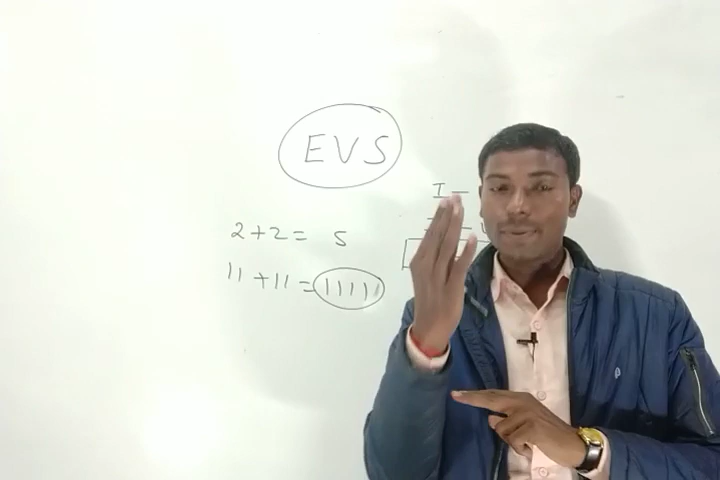 EVS
I —
2+2= 5
11 + 11 = 11111